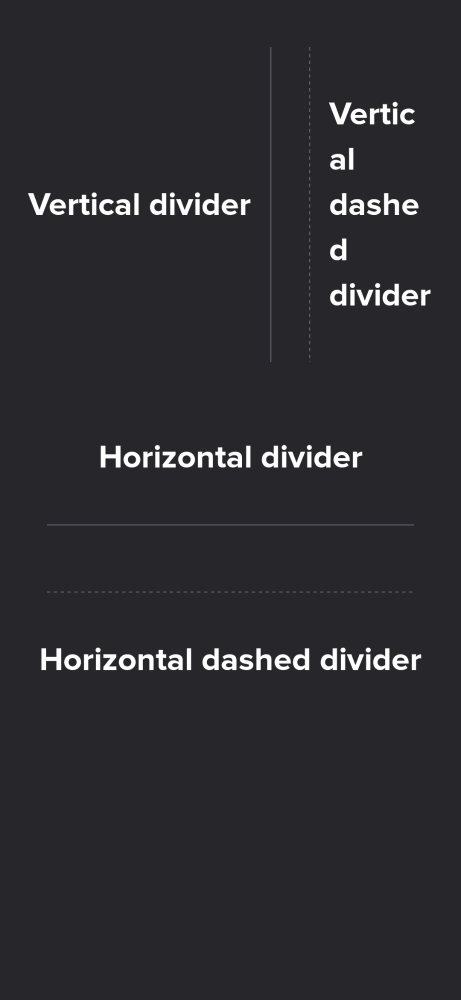 Vertical divider
Vertic
al
dashe
d
divider
Horizontal divider
Horizontal dashed divider